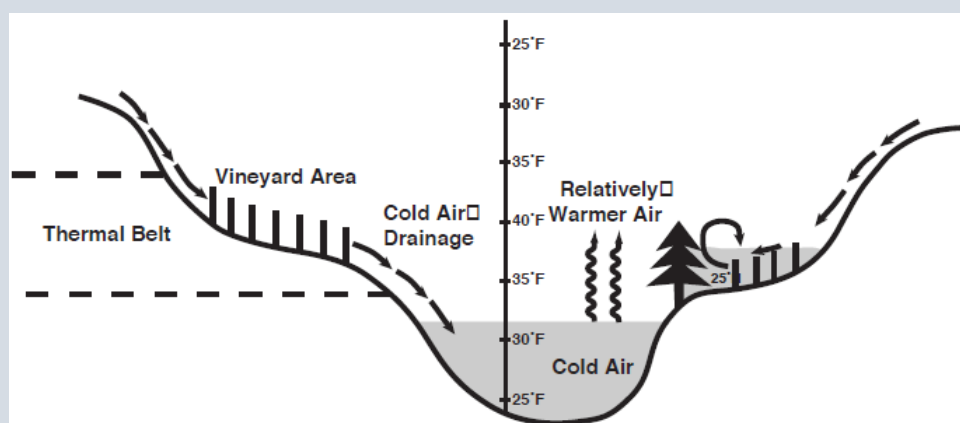 25°F
30°F
35°F
Vineyard Area
Relatively□
Warmer Air
Cold Air□
Drainage
40°F
Thermal Belt
35°F
25°
30°F
Cold Air
25°F